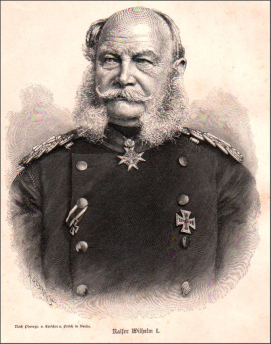 Nach Photogr. v. Loescher u. Petsch in Berlin.
Kaiser Wilhelm I.